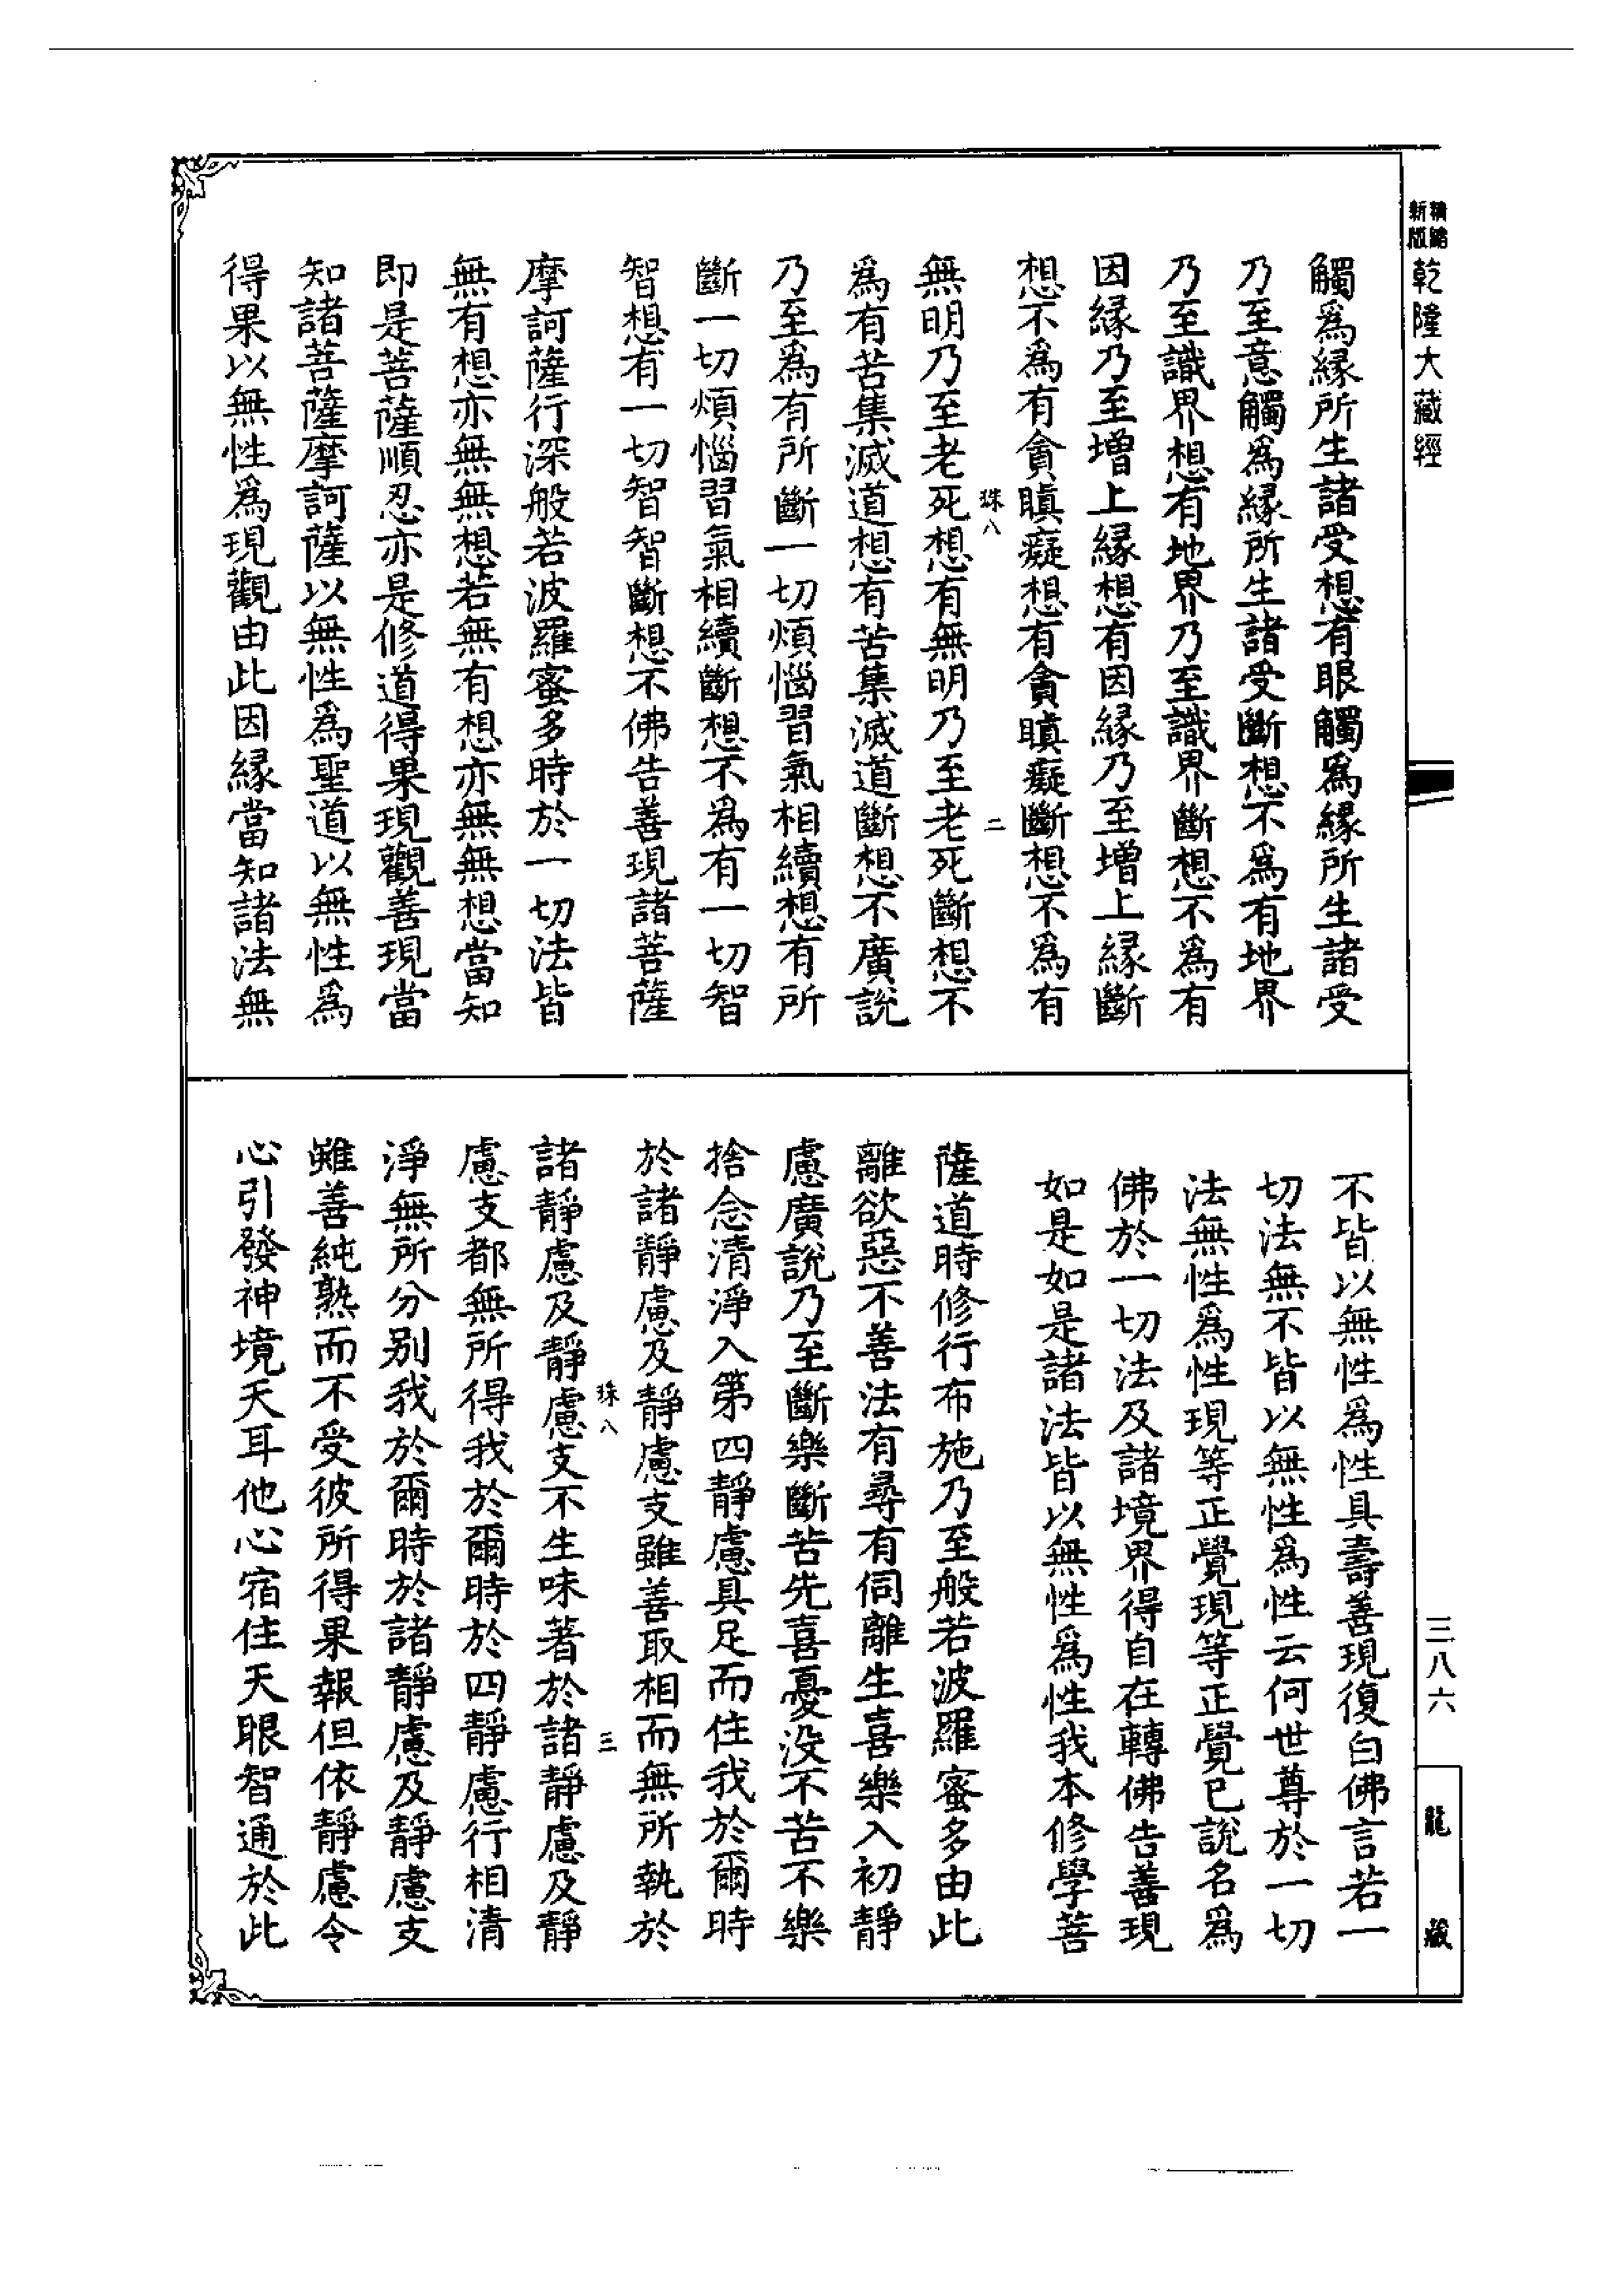 新版
精縮
乾隆大藏經
觸爲緣所生諸受想有眼觸爲緣所生諸受
乃至意觸爲緣所生諸受斷想不爲有地界
乃至識界想有地界乃至識界斷想不爲有
因緣乃至增上緣想有因緣乃至增上緣斷
想不爲有貪瞋癡想有貪瞋癡斷想不爲有
珠八
二
無明乃至老死想有無明乃至老死斷想不
爲有苦集滅道想有苦集滅道斷想不廣說
乃至爲有所斷一切煩惱習氣相續想有所
斷一切煩惱習氣相續斷想不爲有一切智
智想有一切智智斷想不佛告善現諸菩薩
摩訶薩行深般若波羅蜜多時於一切法皆
無有想亦無無想若無有想亦無無想當知
即是菩薩順忍亦是修道得果現觀善現當
知諸菩薩摩訶薩以無性爲聖道以無性爲
得果以無性爲現觀由此因緣當知諸法無
不皆以無性爲性具壽善現復白佛言若一
切法無不皆以無性爲性云何世尊於一切
法無性爲性現等正覺現等正覺已說名爲
佛於一切法及諸境界得自在轉佛告善現
如是如是諸法皆以無性爲性我本修學菩
薩道時修行布施乃至般若波羅蜜多由此
離欲惡不善法有尋有伺離生喜樂入初靜
慮廣說乃至斷樂斷苦先喜憂没不苦不樂
捨念清淨入第四靜慮具足而住我於爾時
於諸靜慮及靜慮支雖善取相而無所執於
珠八
三
諸靜慮及靜慮支不生味著於諸靜慮及靜
慮支都無所得我於爾時於四靜慮行相清
淨無所分别我於爾時於諸靜慮及靜慮支
雖善純熟而不受彼所得果報但依靜慮令
心引發神境天耳他心宿住天眼智通於此
三八六
龍藏